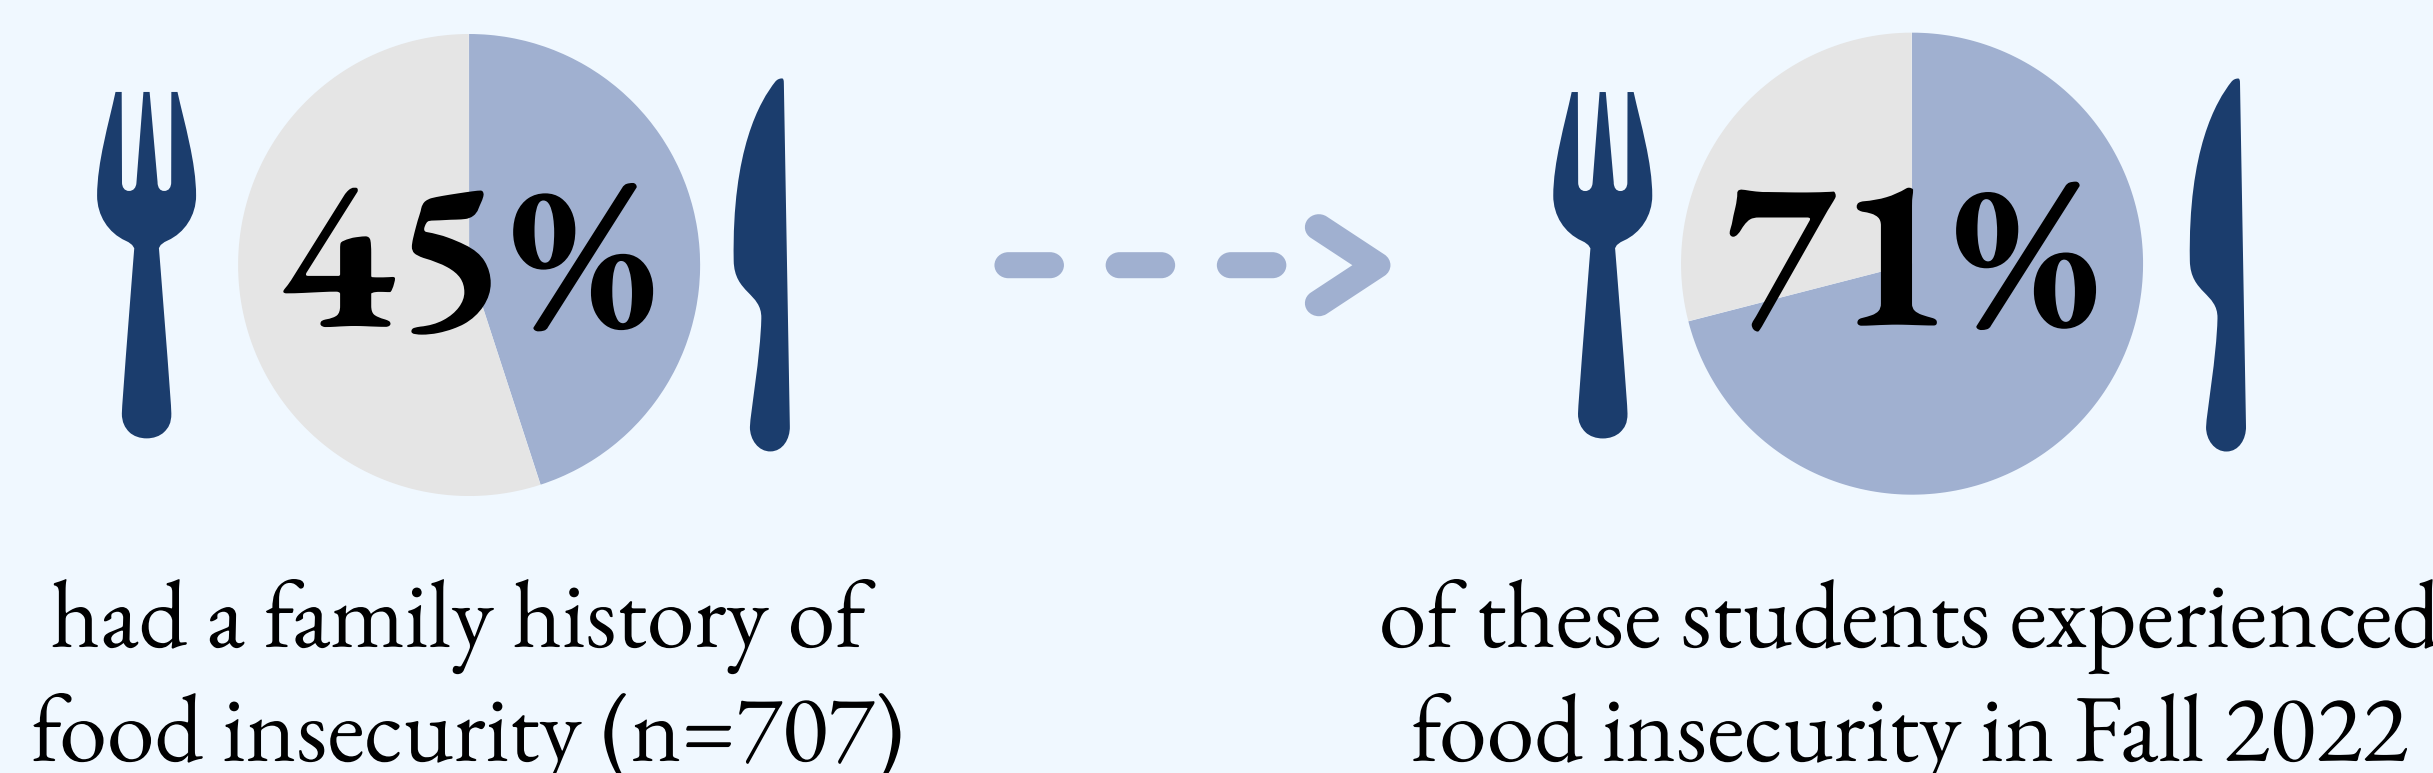 45%
had a family history of
food insecurity (n=707)
71%
of these students experienced
food insecurity in Fall 2022